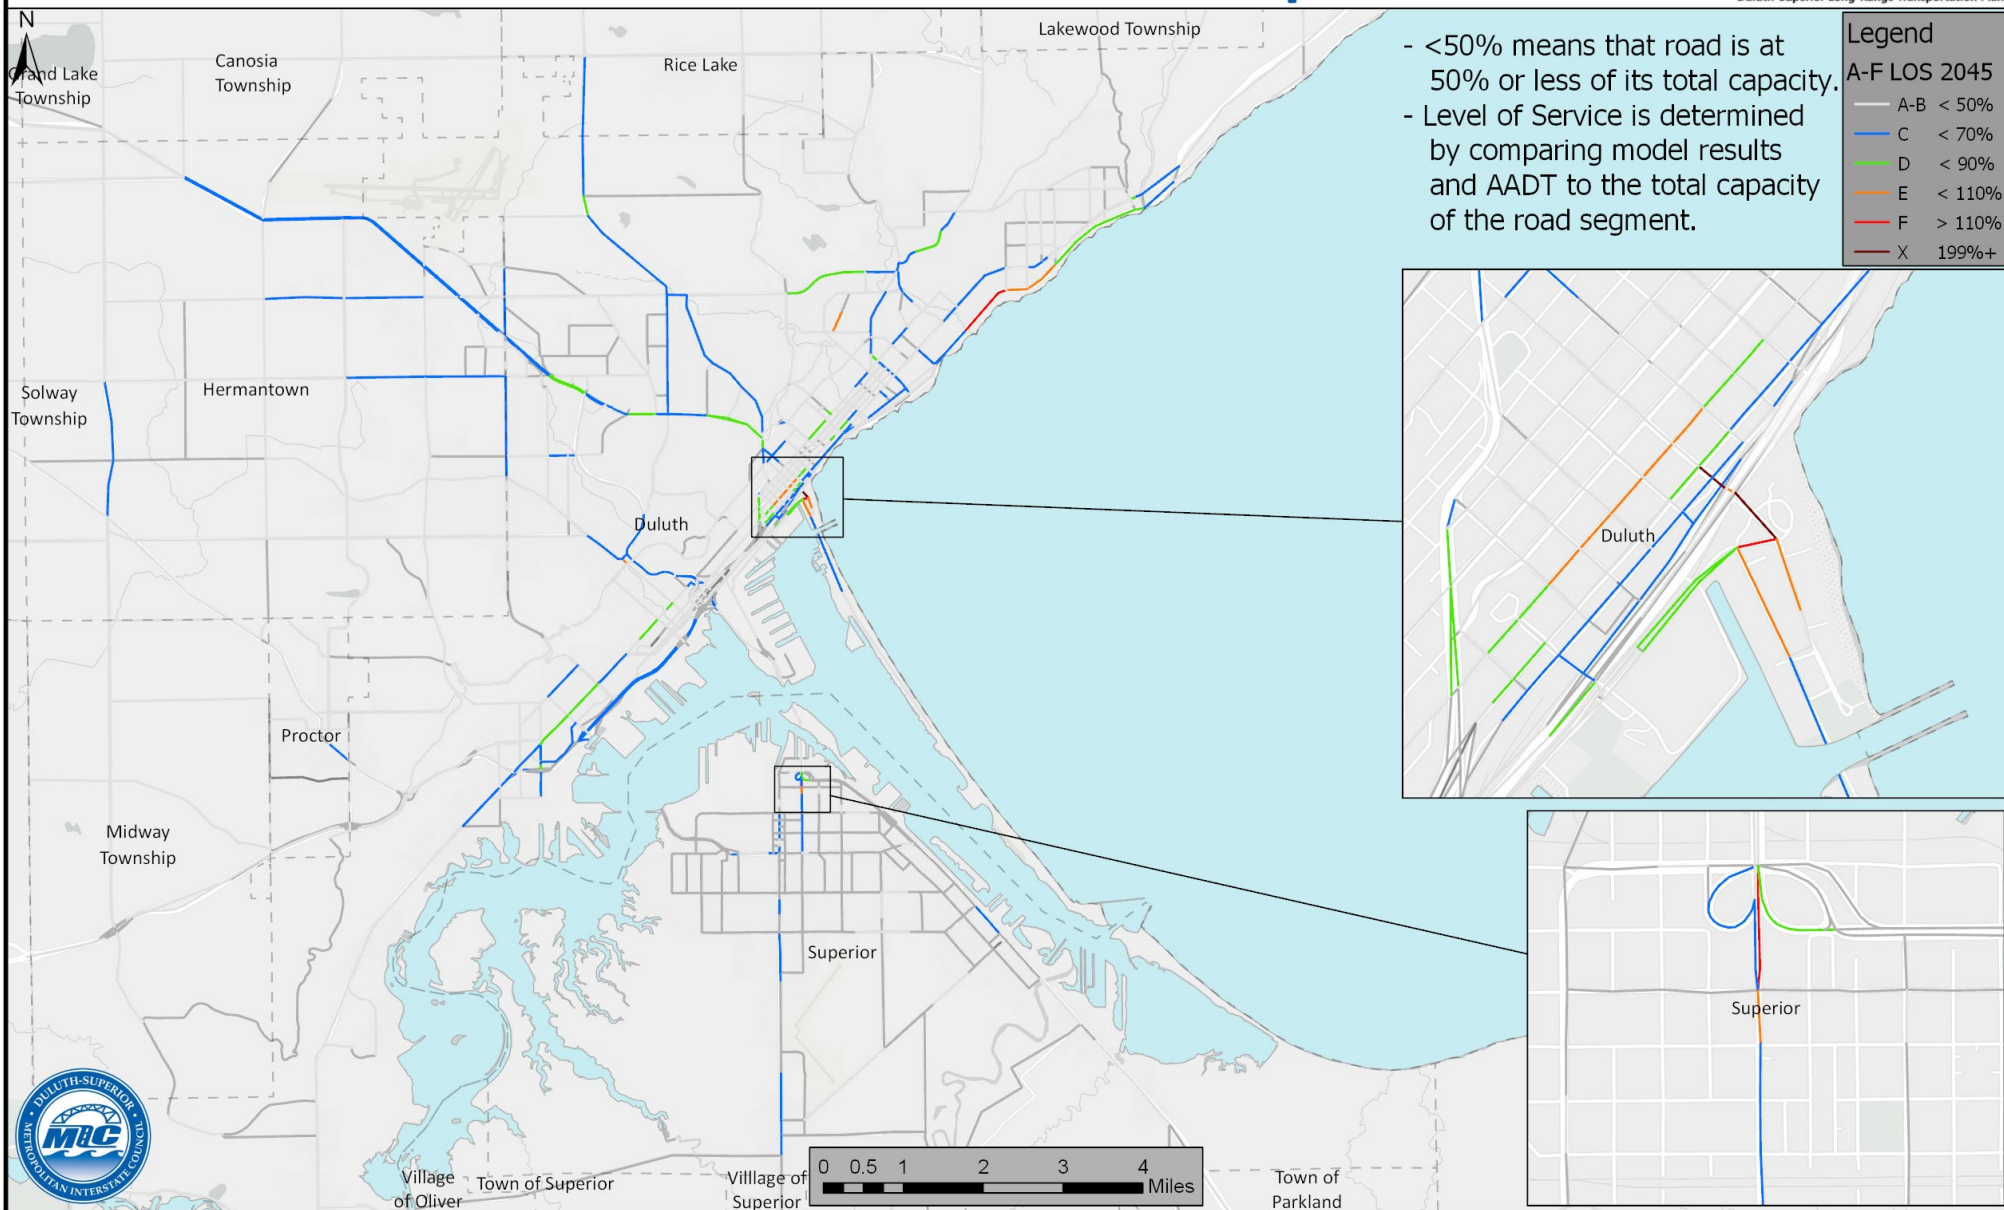 N
Grand Lake
Township
Canosia
Township
Rice Lake
Lakewood Township
- <50% means that road is at
50% or less of its total capacity.
- Level of Service is determined
by comparing model results
and AADT to the total capacity
of the road segment.
Legend
A-F LOS 2045
A-B < 50%
C < 70%
D < 90%
E < 110%
F > 110%
X 199%+
Solway
Township
Hermantown
Duluth
Duluth
Proctor
Midway
Township
Superior
Superior
Village
of Oliver
Town of Superior
Villlage of
Superior
Town of
Parkland
0 0.5 1 2 3 4
Miles
DULUTH-SUPERIOR
MIC
METROPOLITAN INTERSTATE COUNCIL